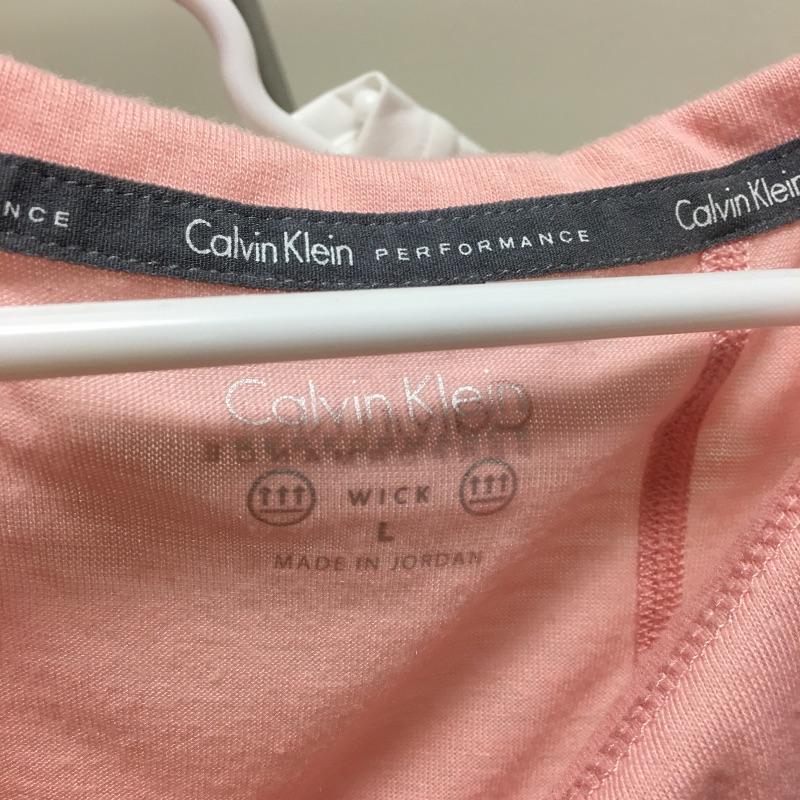 NCE Calvin Klein PERFORMANCE Calvin Klein
Calvin Klein
WICK
L
MADE IN JORDAN